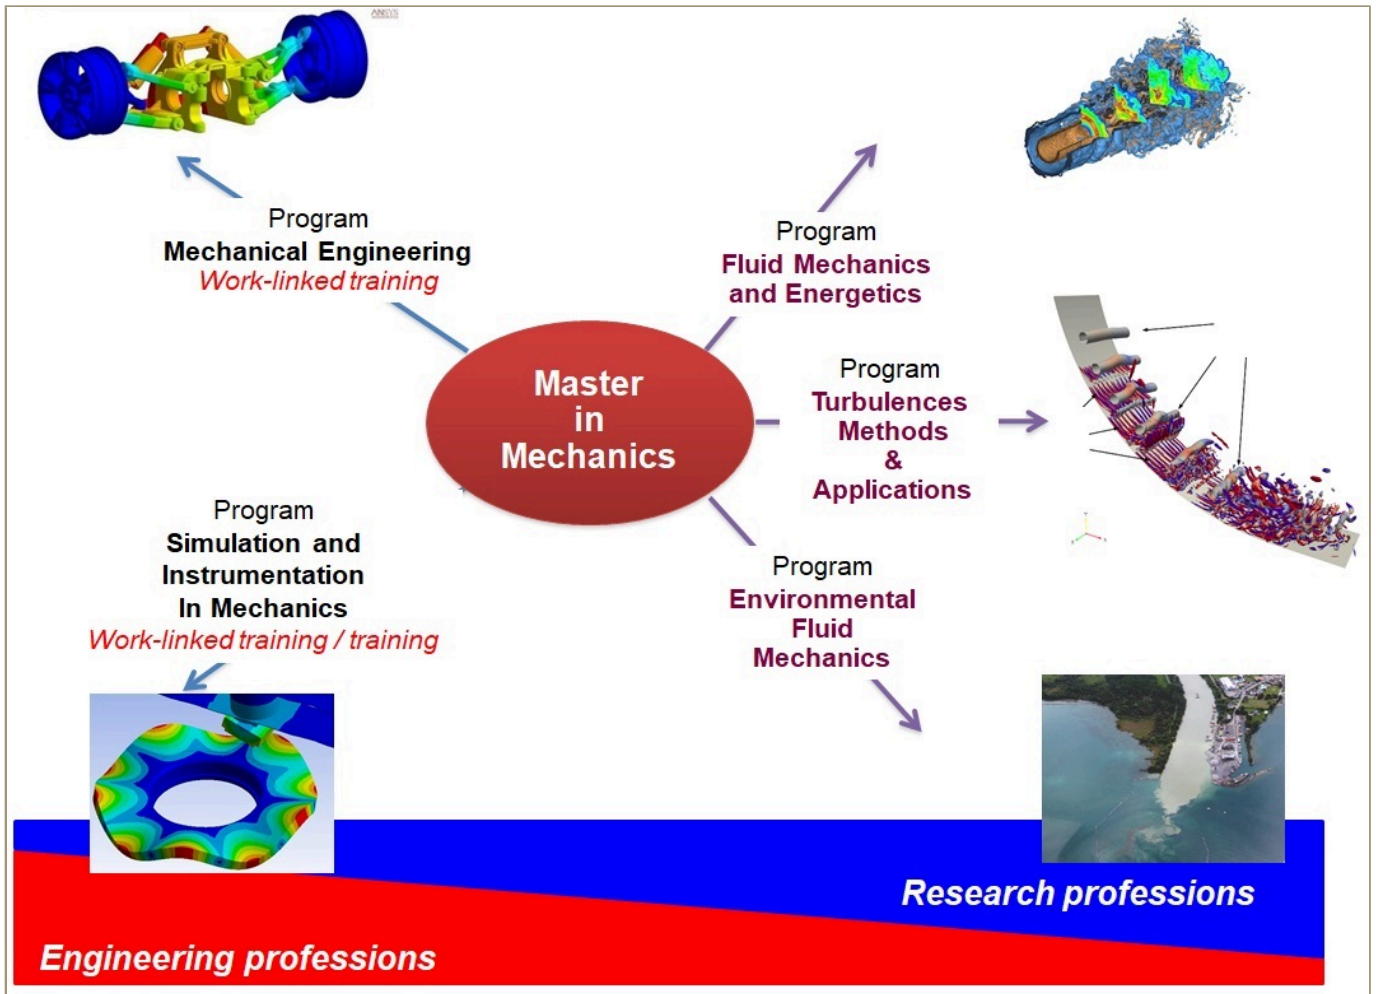 ANSYS
Program
Mechanical Engineering
Work-linked training
Program
Fluid Mechanics
and Energetics
Master
in
Mechanics
Program
Turbulences
Methods
&
Applications
Program
Simulation and
Instrumentation
In Mechanics
Work-linked training / training
Program
Environmental
Fluid
Mechanics
Research professions
Engineering professions